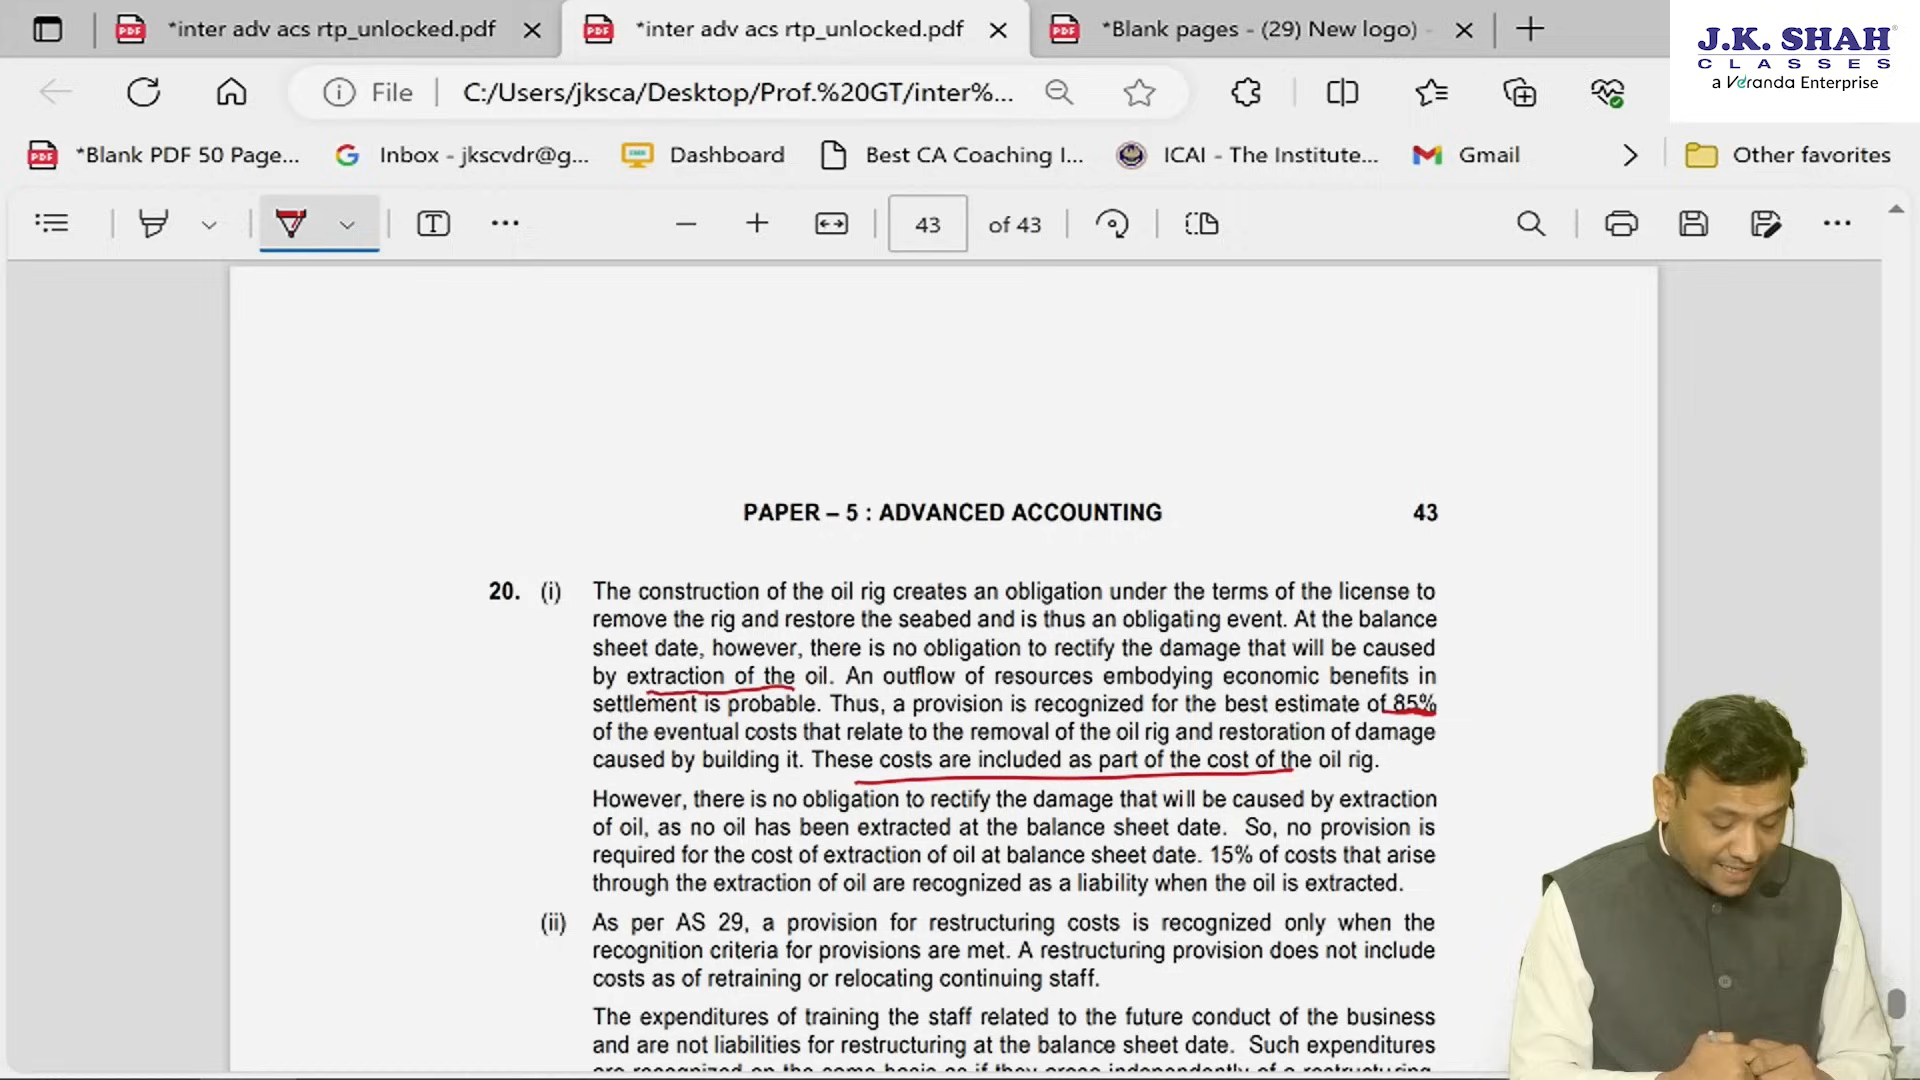 *inter adv acs rtp_unlocked.pdf
*inter adv acs rtp_unlocked.pdf
*Blank pages - (29) New logo) -
J.K. SHAH
CLASSES
a Veranda Enterprise
File
C:/Users/jksca/Desktop/Prof.%20GT/inter%...
*Blank PDF 50 Page...
Inbox - jkscvdr@g...
Dashboard
Best CA Coaching I...
ICAI - The Institute...
Gmail
Other favorites
43
of 43
PAPER – 5 : ADVANCED ACCOUNTING 43
20. (i) The construction of the oil rig creates an obligation under the terms of the license to
remove the rig and restore the seabed and is thus an obligating event. At the balance
sheet date, however, there is no obligation to rectify the damage that will be caused
by extraction of the oil. An outflow of resources embodying economic benefits in
settlement is probable. Thus, a provision is recognized for the best estimate of 85%
of the eventual costs that relate to the removal of the oil rig and restoration of damage
caused by building it. These costs are included as part of the cost of the oil rig.
However, there is no obligation to rectify the damage that will be caused by extraction
of oil, as no oil has been extracted at the balance sheet date. So, no provision is
required for the cost of extraction of oil at balance sheet date. 15% of costs that arise
through the extraction of oil are recognized as a liability when the oil is extracted.
(ii) As per AS 29, a provision for restructuring costs is recognized only when the
recognition criteria for provisions are met. A restructuring provision does not include
costs as of retraining or relocating continuing staff.
The expenditures of training the staff related to the future conduct of the business
and are not liabilities for restructuring at the balance sheet date. Such expenditures
are recognized on the same basis as if they arose independently of a restructuring.